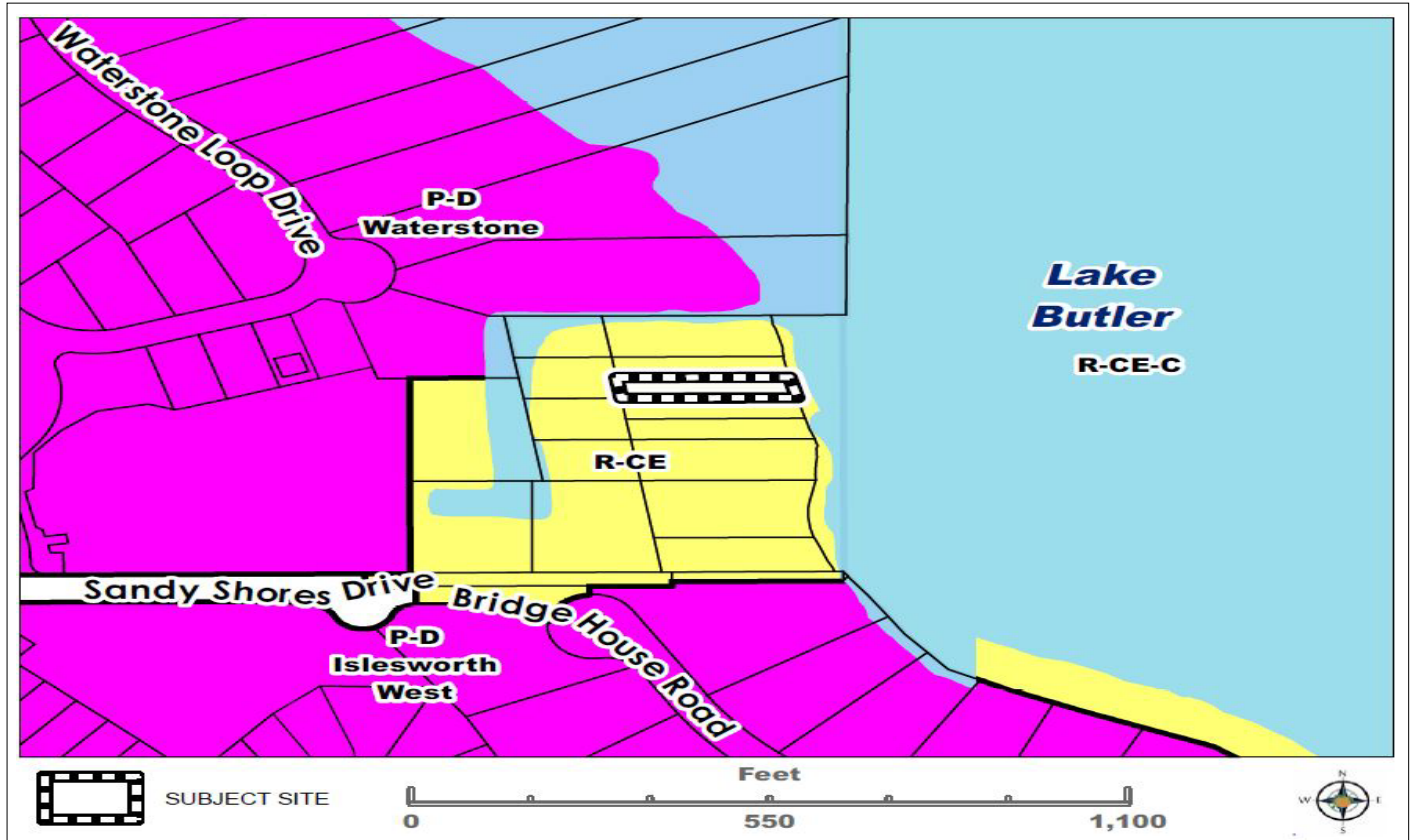 Waterstone Loop Drive
P-D
Waterstone
Lake
Butler
R-CE-C
R-CE
Sandy Shores Drive
Bridge House Road
P-D
Islesworth
West
SUBJECT SITE
Feet
0
550
1,100
N
W
E
S